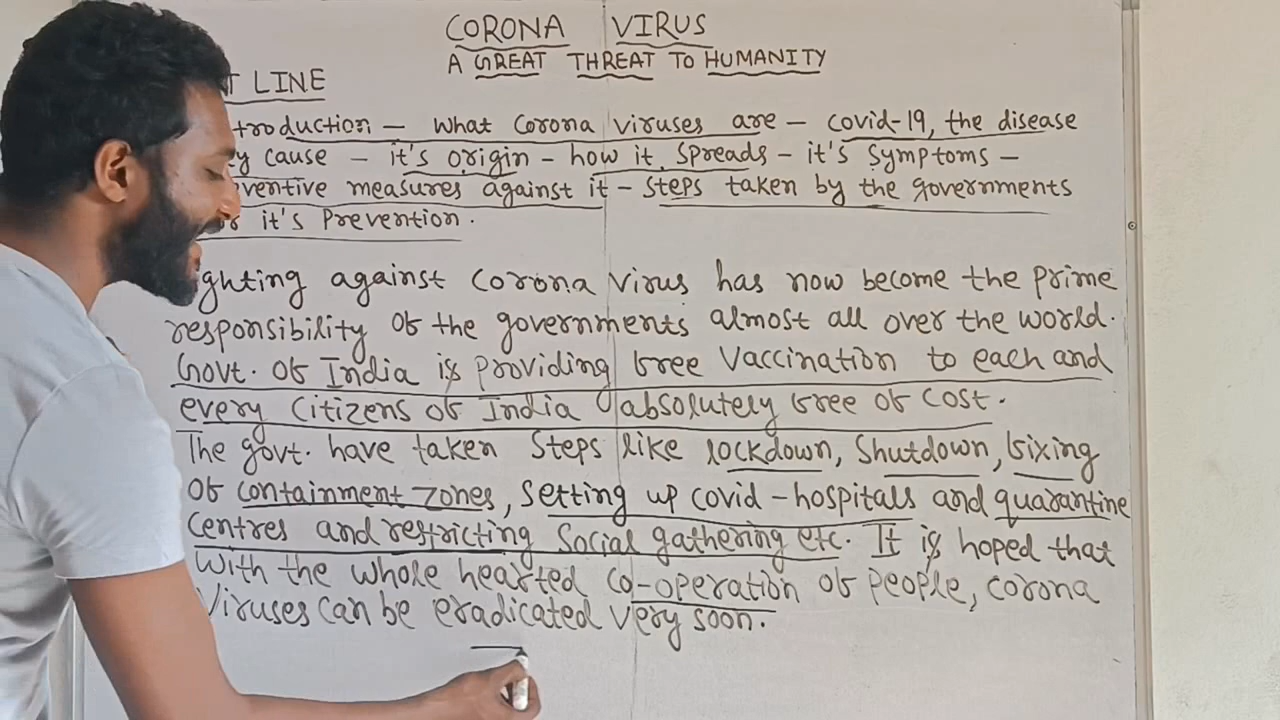 CORONA VIRUS
A GREAT THREAT TO HUMANITY
LINE
troduction - What Corona viruses are - covid-19, the disease
cause - it's origin - how it spreads - it's symptoms -
ventive measures against it - steps taken by the governments
it's Prevention.
ghting against Corona Virus has now become the prime
responsibility of the governments almost all over the world.
Govt. of India is providing free Vaccination to each and
every Citizens of India absolutely free of cost.
The govt. have taken Steps like lockdown, Shutdown, fixing
of containment zones, setting up covid-hospitals and quarantine
Centres and restricting Social gathering etc. It is hoped that
With the whole hearted Co-operation of people, corona
Viruses can be eradicated very soon.